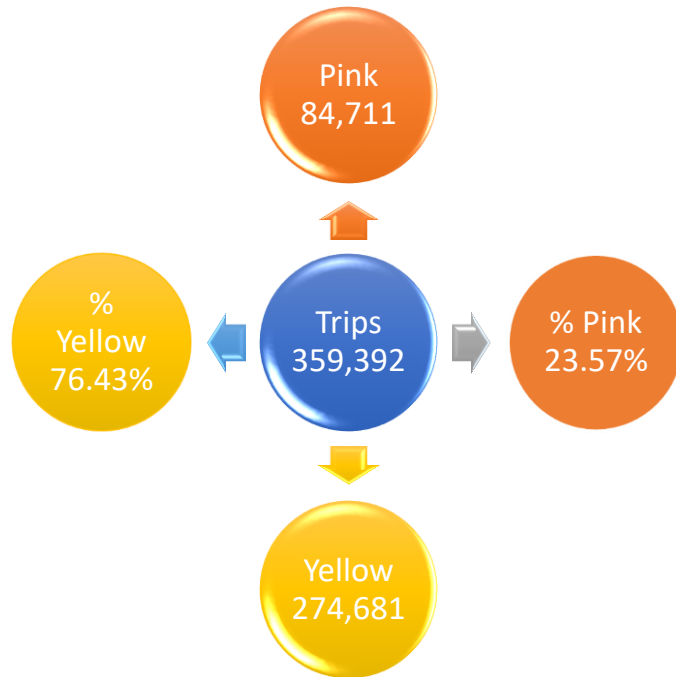 Pink
84,711
%
Yellow
76.43%
Trips
359,392
% Pink
23.57%
Yellow
274,681